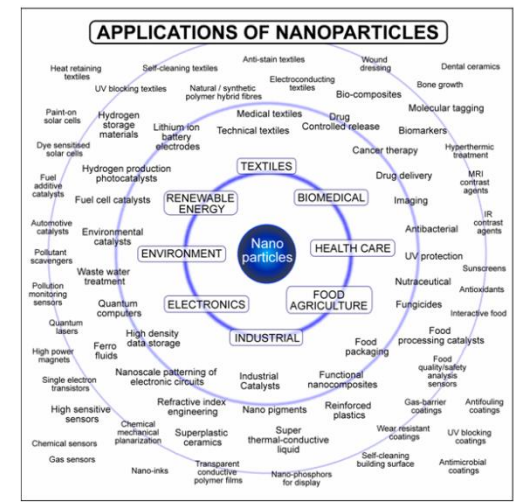 APPLICATIONS OF NANOPARTICLES
Heat retaining
textiles
Self-cleaning textiles
Anti-stain textiles
Wound
dressing
Dental ceramics
UV blocking textiles
Natural / synthetic
polymer hybrid fibres
Electroconducting
textiles
Bio-composites
Bone growth
Paint-on
solar cells
Hydrogen
storage
materials
Lithium ion
battery
electrodes
Medical textiles
Technical textiles
Drug
Controlled release
Molecular tagging
Biomarkers
Dye sensitised
solar cells
Cancer therapy
Hyperthermic
treatment
Hydrogen production
photocatalysts
TEXTILES
Drug delivery
MRI
contrast
agents
Fuel
additive
catalysts
Fuel cell catalysts
RENEWABLE
ENERGY
BIOMEDICAL
Imaging
IR
contrast
agents
Automotive
catalysts
Environmental
catalysts
Antibacterial
Pollutant
scavengers
ENVIRONMENT
Nano
particles
HEALTH CARE
UV protection
Sunscreens
Waste water
treatment
Nutraceutical
Antioxidants
Pollution
monitoring
sensors
Quantum
computers
ELECTRONICS
FOOD
AGRICULTURE
Fungicides
Interactive food
Quantum
lasers
High density
data storage
INDUSTRIAL
Food
packaging
Food
processing catalysts
High power
magnets
Ferro
fluids
Food
quality/safety
analysis
sensors
Single electron
transistors
Nanoscale patterning of
electronic circuits
Industrial
Catalysts
Functional
nanocomposites
High sensitive
sensors
Refractive index
engineering
Nano pigments
Reinforced
plastics
Gas-barrier
coatings
Antifouling
coatings
Chemical
mechanical
planarization
Superplastic
ceramics
Super
thermal-conductive
liquid
Wear resistant
coatings
UV blocking
coatings
Chemical sensors
Gas sensors
Nano-inks
Transparent
conductive
polymer films
Nano-phosphors
for display
Self-cleaning
building surface
Antimicrobial
coatings